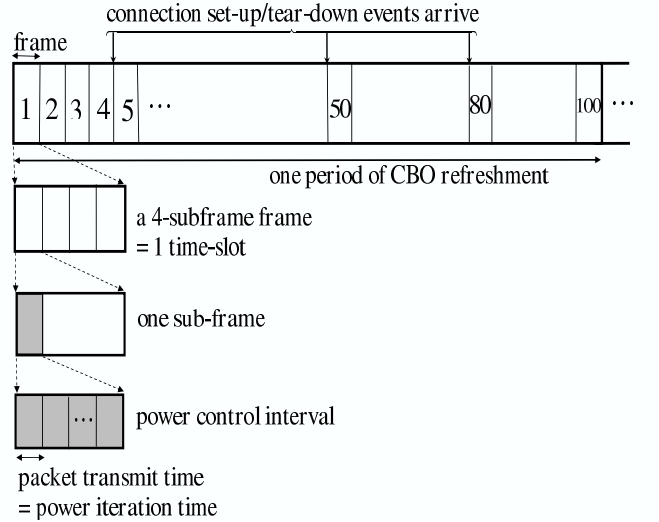 connection set-up/tear-down events arrive
frame
1 2 3 4 5 ... 50 80 100 ...
one period of CBO refreshment
a 4-subframe frame
= 1 time-slot
one sub-frame
...
power control interval
packet transmit time
= power iteration time